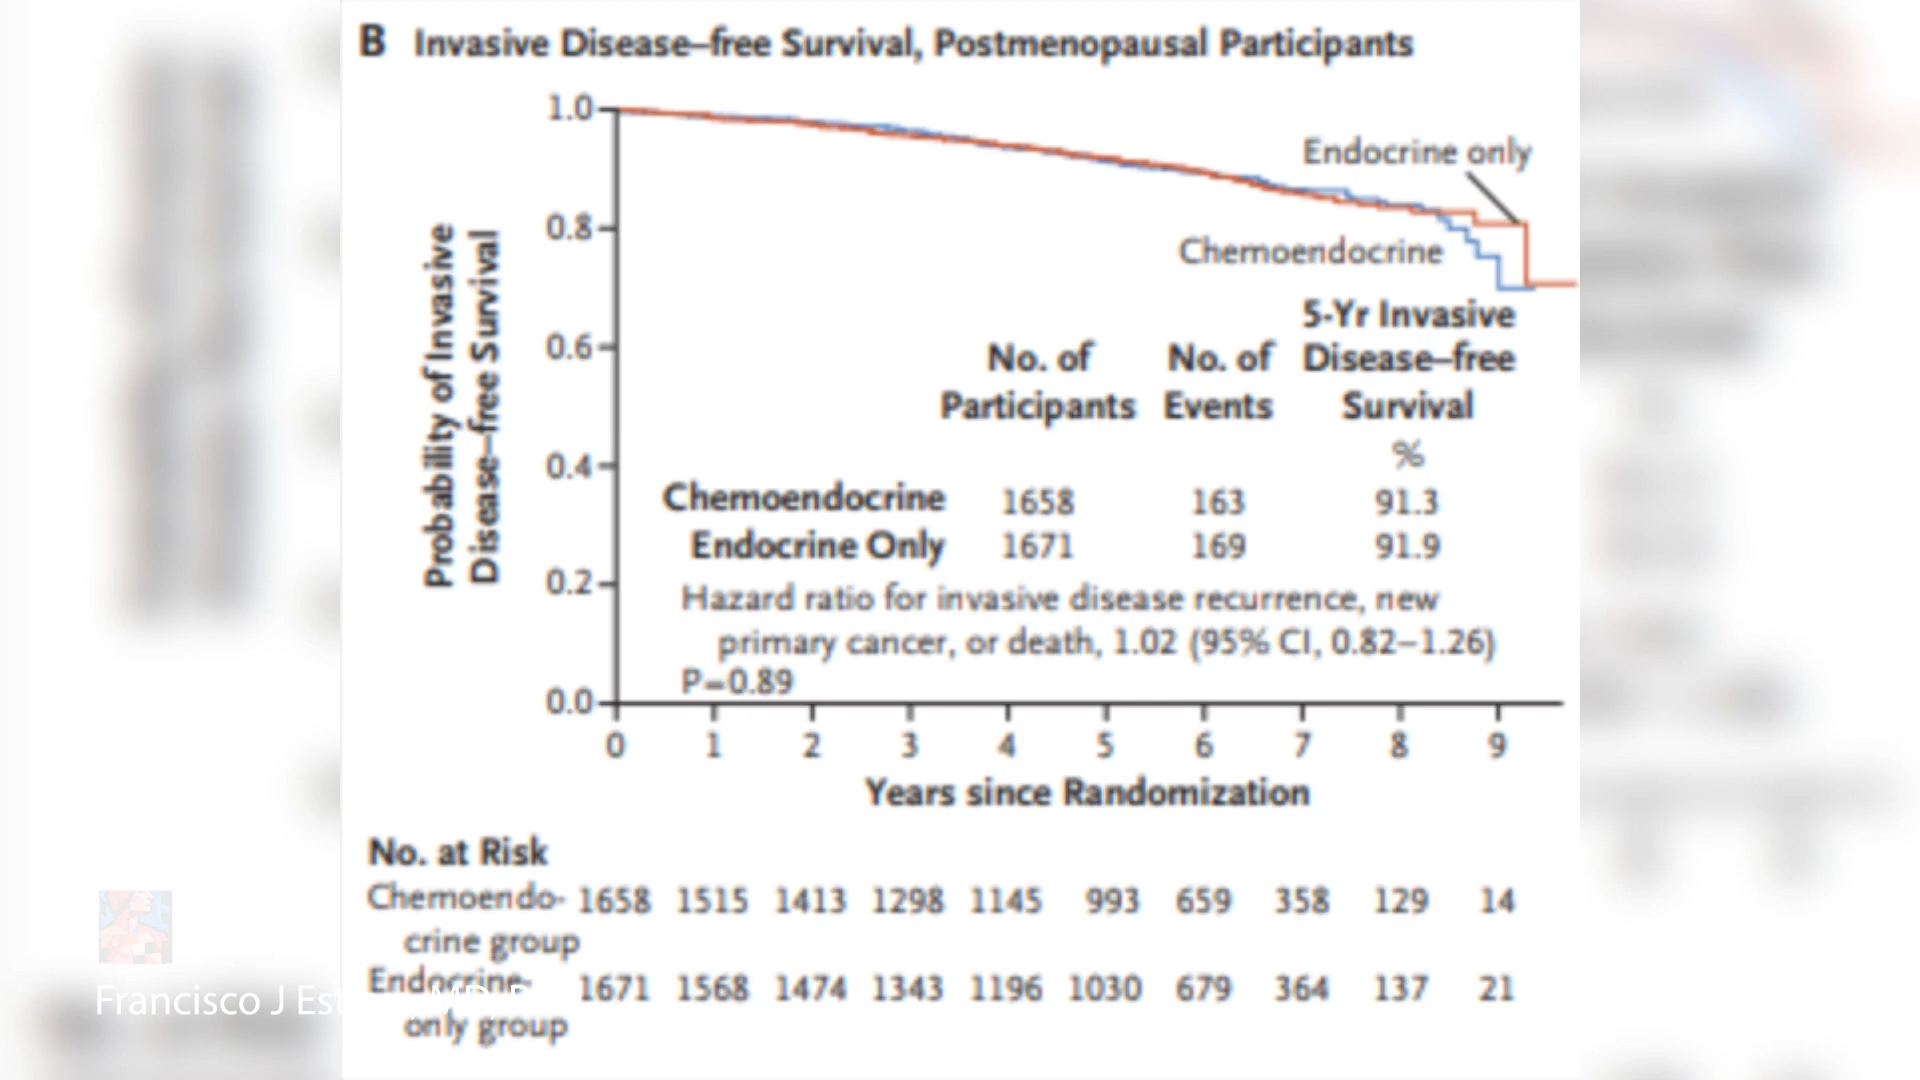 B Invasive Disease–free Survival, Postmenopausal Participants
Probability of Invasive
Disease–free Survival
1.0
0.8
0.6
0.4
0.2
0.0
Endocrine only
Chemoendocrine
No. of
Participants
No. of
Events
5-Yr Invasive
Disease–free
Survival
%
Chemoendocrine 1658 163 91.3
Endocrine Only 1671 169 91.9
Hazard ratio for invasive disease recurrence, new
primary cancer, or death, 1.02 (95% CI, 0.82–1.26)
P=0.89
0 1 2 3 4 5 6 7 8 9
Years since Randomization
No. at Risk
Chemoendo- 1658 1515 1413 1298 1145 993 659 358 129 14
crine group
Endocrine- 1671 1568 1474 1343 1196 1030 679 364 137 21
only group
Francisco J